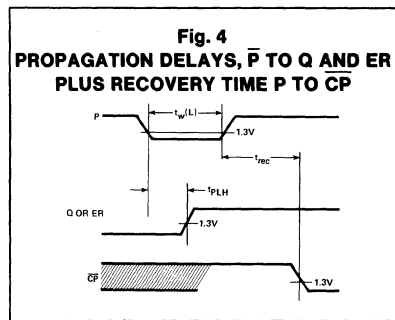 Fig. 4
PROPAGATION DELAYS, P̅ TO Q AND ER
PLUS RECOVERY TIME P TO C̅P̅
P
tw(L)
1.3V
trec
tPLH
Q OR ER
1.3V
C̅P̅
1.3V